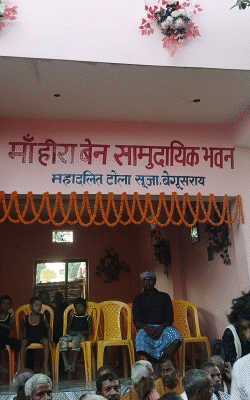 माँ हीरा बेन सामुदायिक भवन
महादलित टोला सूजा, बेगूसराय